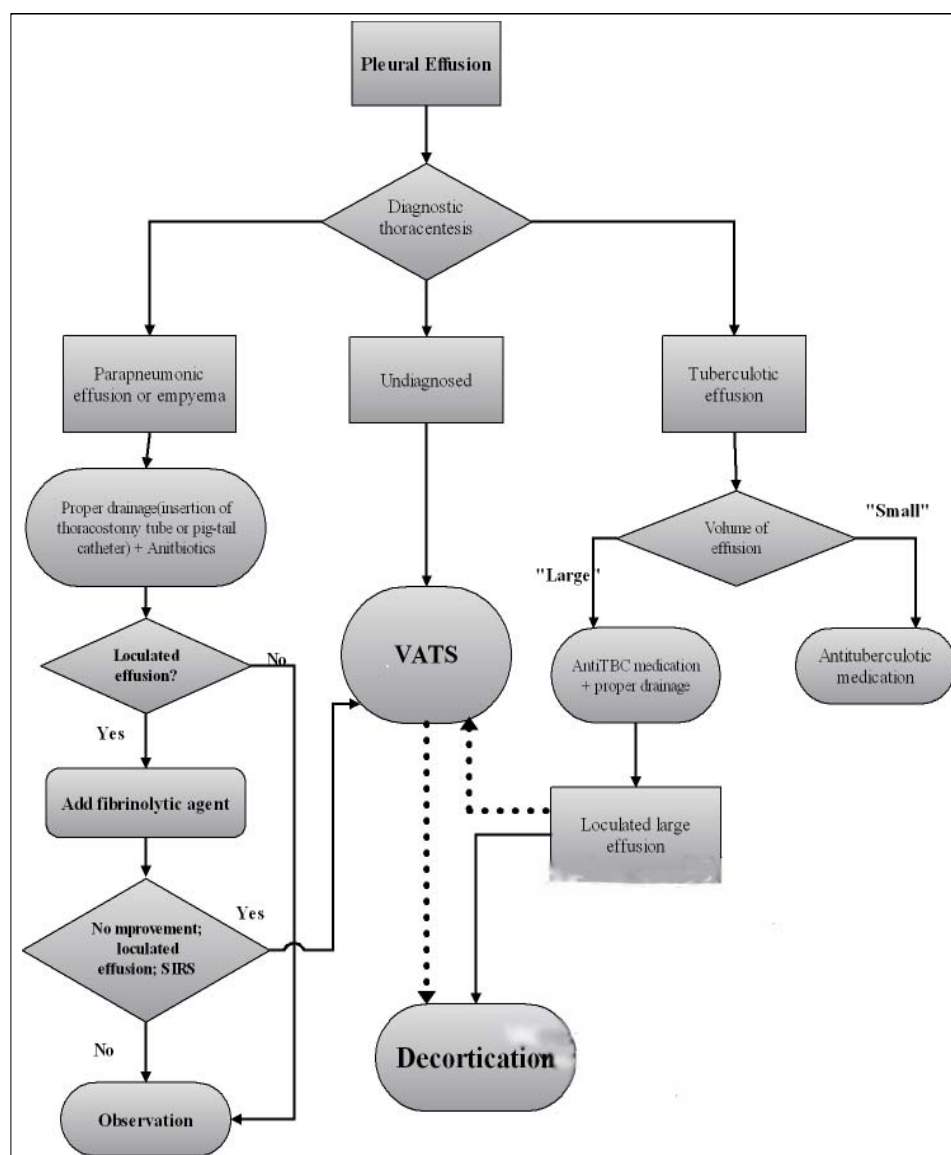 Pleural Effusion
Diagnostic
thoracentesis
Parapneumonic
effusion or empyema
Undiagnosed
Tuberculotic
effusion
Proper drainage(insertion of
thoracostomy tube or pig-tail
catheter) + Anitbiotics
Volume of
effusion
"Small"
"Large"
Loculated
effusion?
No
Yes
VATS
AntiTBC medication
+ proper drainage
Antituberculotic
medication
Add fibrinolytic agent
Loculated large
effusion
No mprovement;
loculated
effusion; SIRS
Yes
No
Decortication
Observation